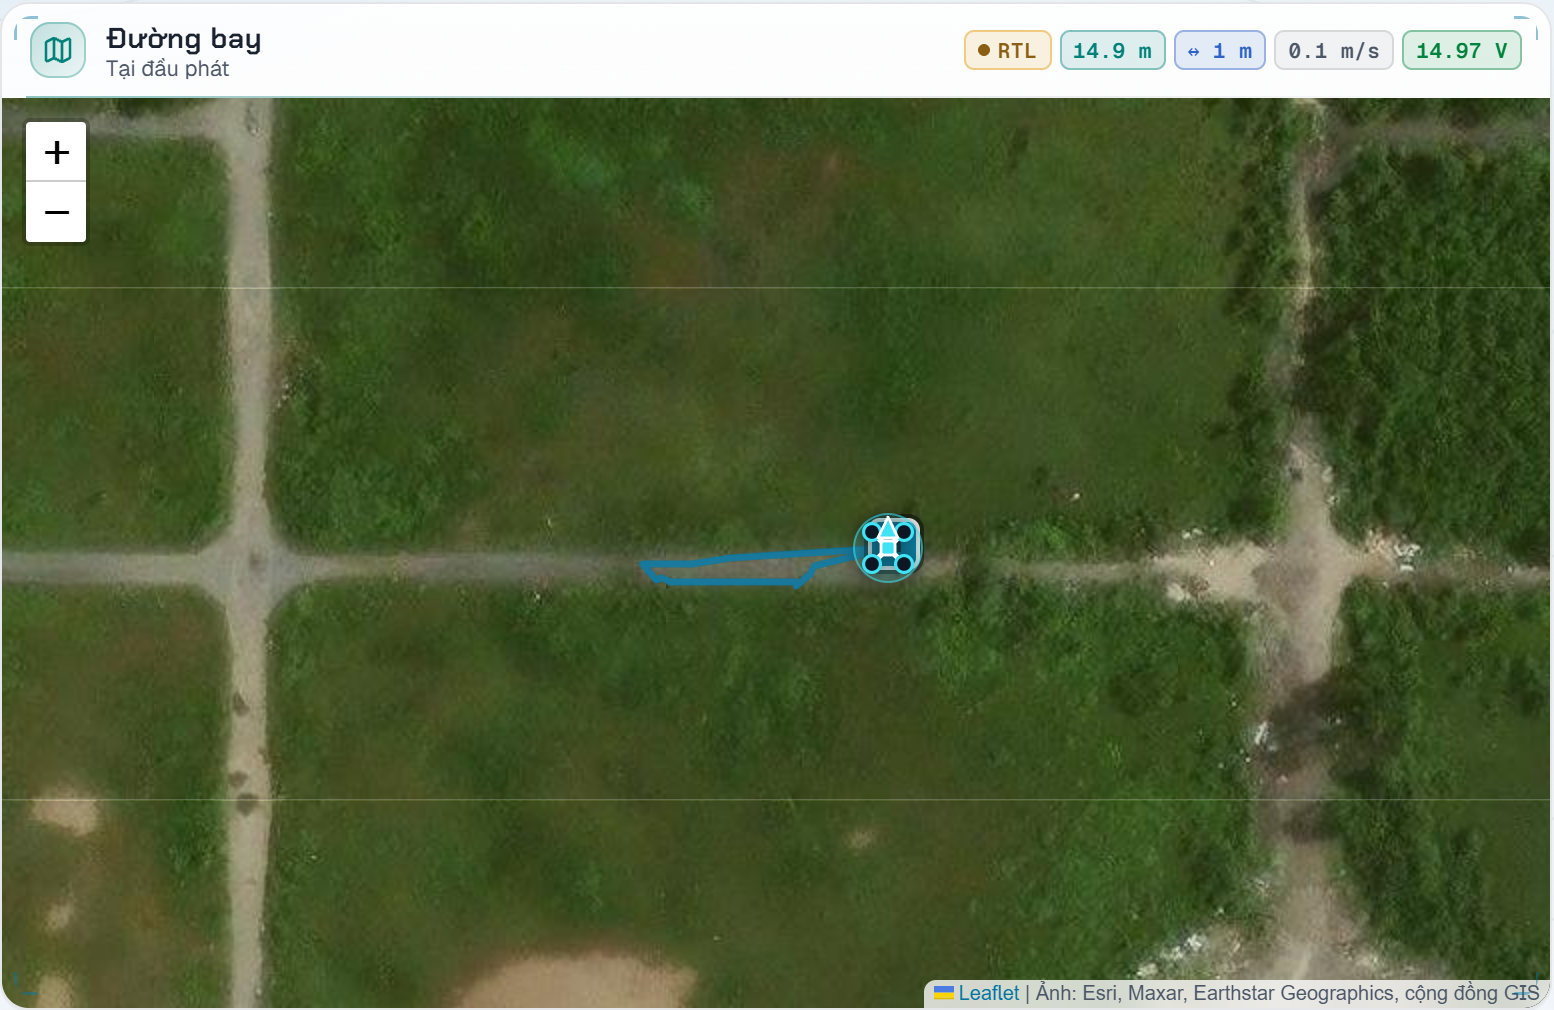 Đường bay
Tại đầu phát
RTL
14.9 m
↔ 1 m
0.1 m/s
14.97 V
+
−
Leaflet | Ảnh: Esri, Maxar, Earthstar Geographics, cộng đồng GIS